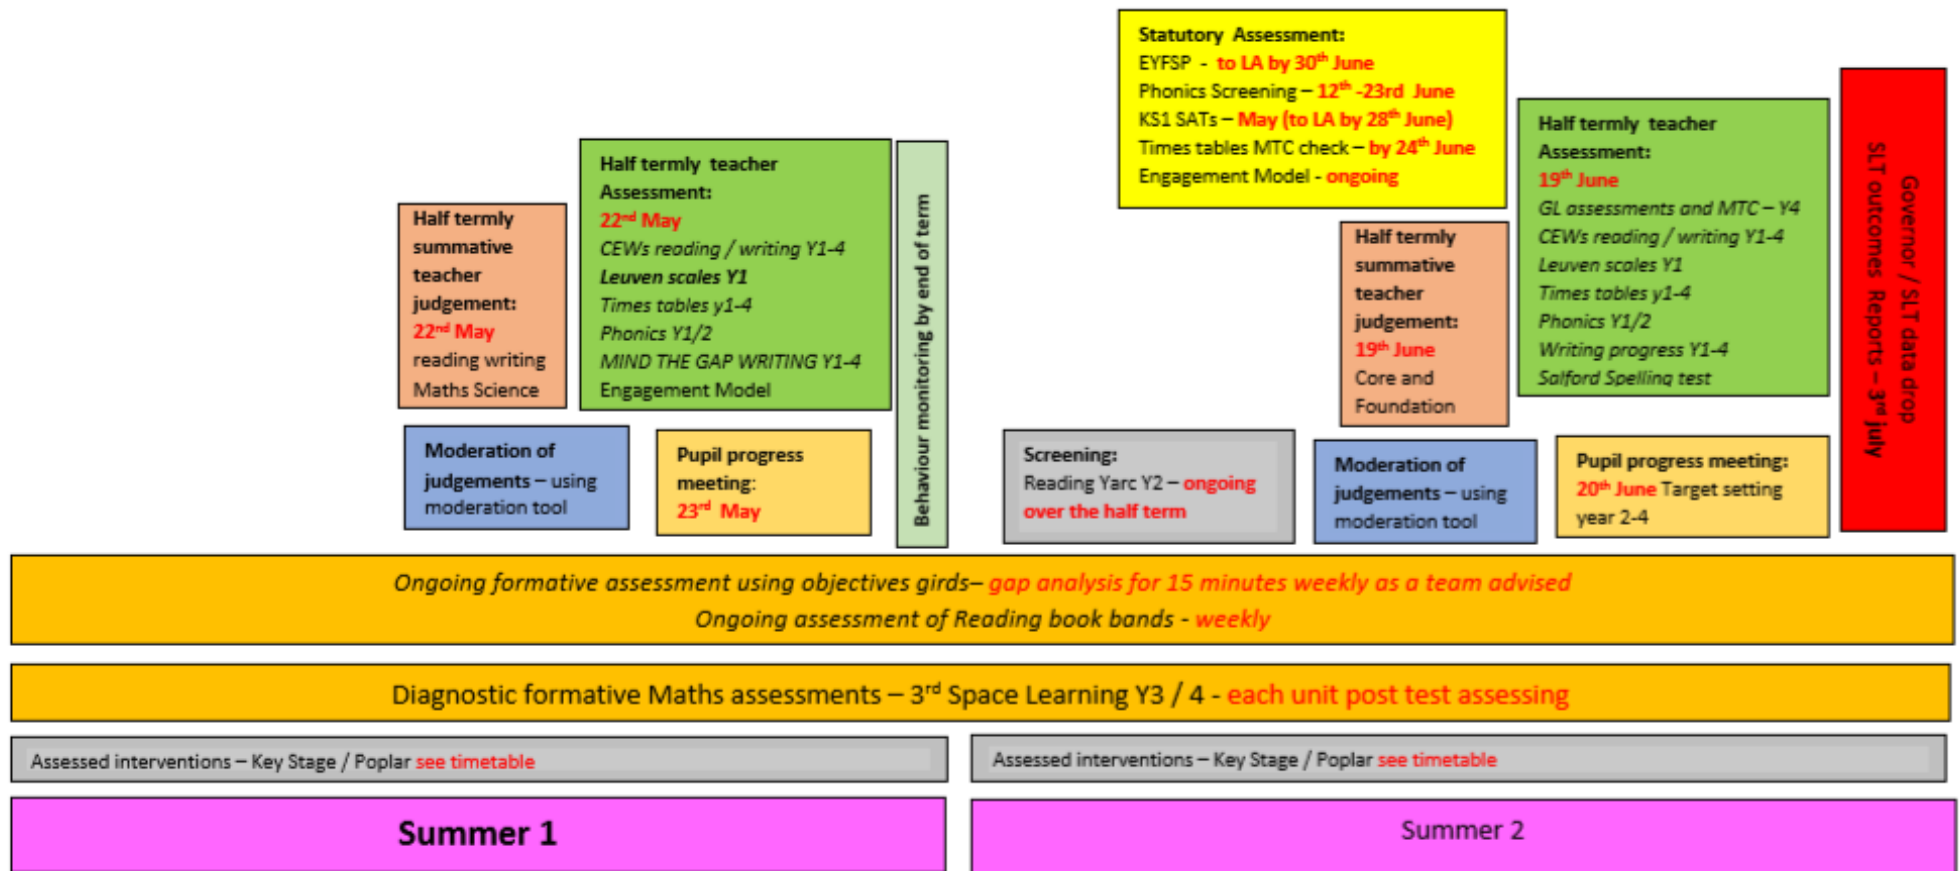 Statutory Assessment:
EYFSP - to LA by 30th June
Phonics Screening – 12th -23rd June
KS1 SATs – May (to LA by 28th June)
Times tables MTC check – by 24th June
Engagement Model - ongoing
Half termly
summative
teacher
judgement:
22nd May
reading writing
Maths Science
Half termly teacher
Assessment:
22nd May
CEWs reading / writing Y1-4
Leuven scales Y1
Times tables y1-4
Phonics Y1/2
MIND THE GAP WRITING Y1-4
Engagement Model
Behaviour monitoring by end of term
Half termly
summative
teacher
judgement:
19th June
Core and
Foundation
Half termly teacher
Assessment:
19th June
GL assessments and MTC – Y4
CEWs reading / writing Y1-4
Leuven scales Y1
Times tables y1-4
Phonics Y1/2
Writing progress Y1-4
Salford Spelling test
Governor / SLT data drop
SLT outcomes Reports – 3rd july
Moderation of
judgements – using
moderation tool
Pupil progress
meeting:
23rd May
Screening:
Reading Yarc Y2 – ongoing
over the half term
Moderation of
judgements – using
moderation tool
Pupil progress meeting:
20th June Target setting
year 2-4
Ongoing formative assessment using objectives girds– gap analysis for 15 minutes weekly as a team advised
Ongoing assessment of Reading book bands - weekly
Diagnostic formative Maths assessments – 3rd Space Learning Y3 / 4 - each unit post test assessing
Assessed interventions – Key Stage / Poplar see timetable
Assessed interventions – Key Stage / Poplar see timetable
Summer 1
Summer 2